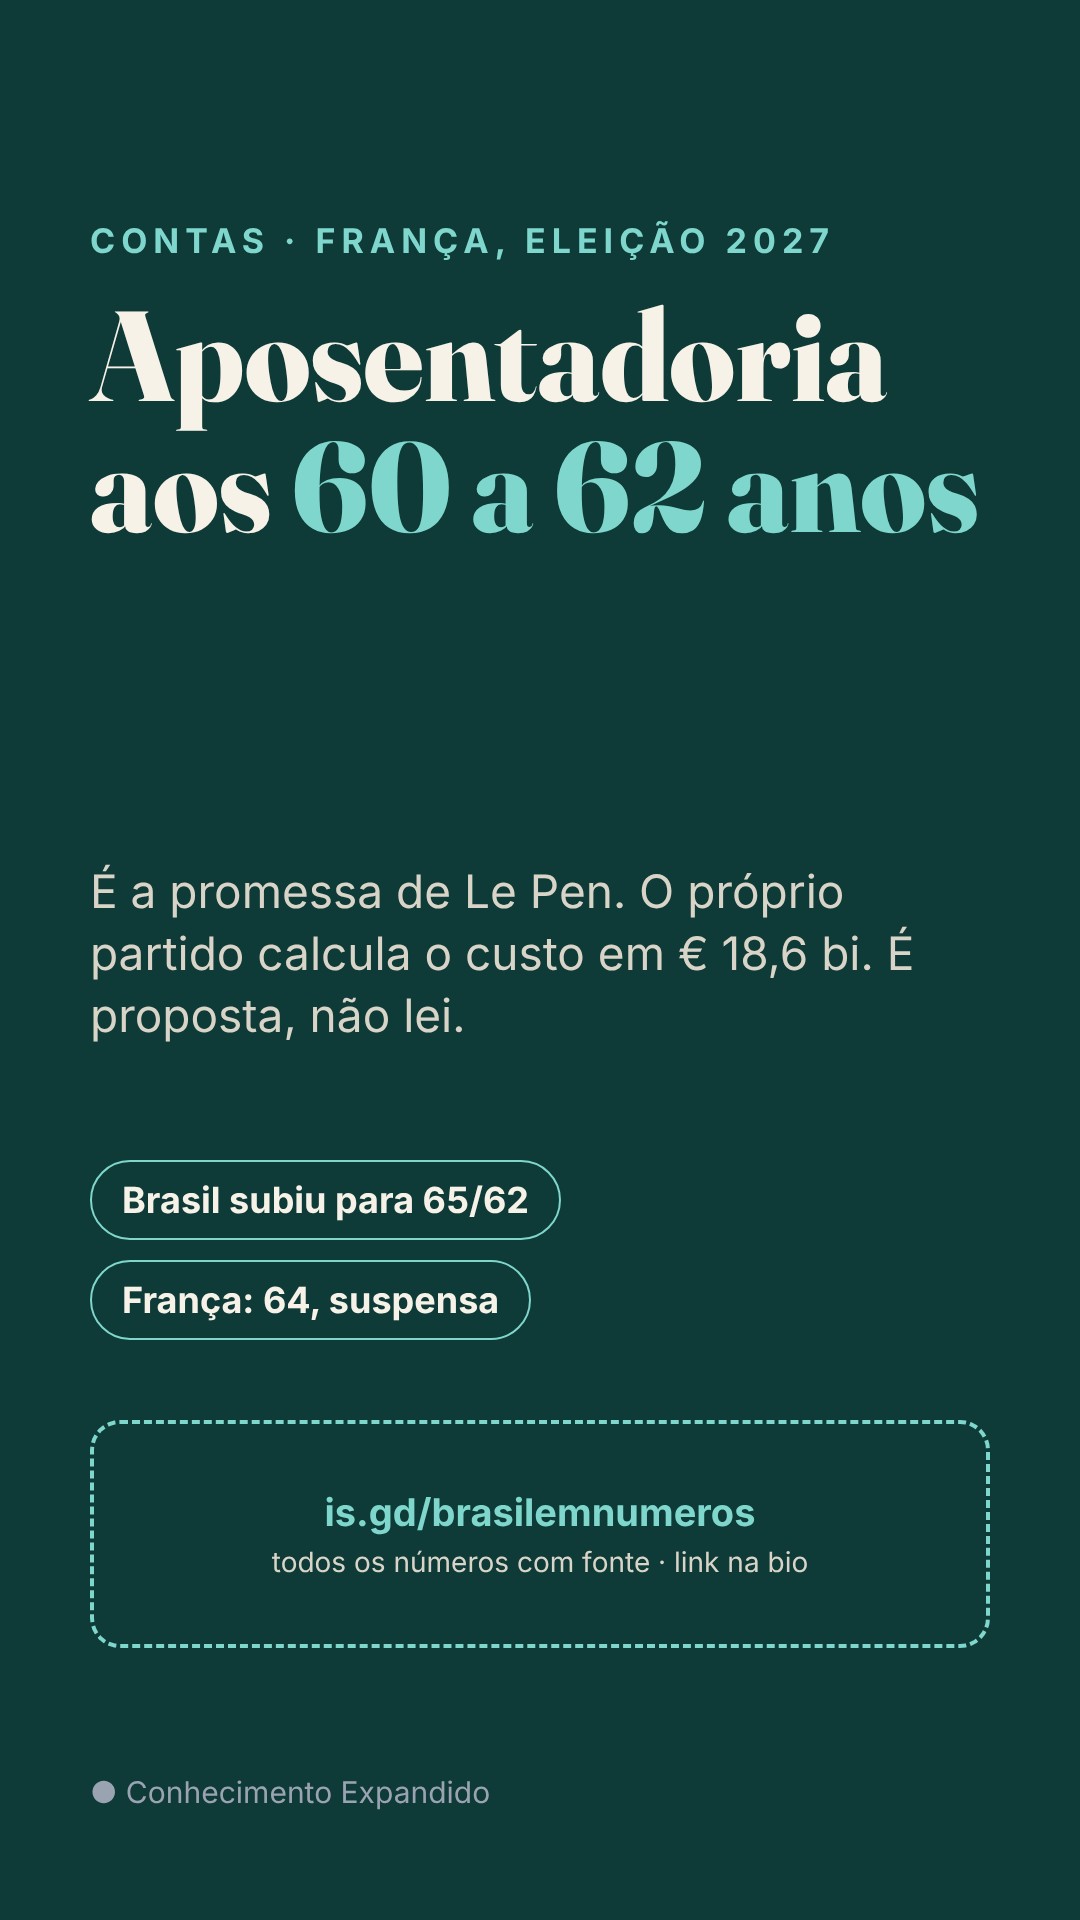 CONTAS · FRANÇA, ELEIÇÃO 2027
Aposentadoria
aos 60 a 62 anos
É a promessa de Le Pen. O próprio
partido calcula o custo em € 18,6 bi. É
proposta, não lei.
Brasil subiu para 65/62
França: 64, suspensa
is.gd/brasilemnumeros
todos os números com fonte · link na bio
Conhecimento Expandido